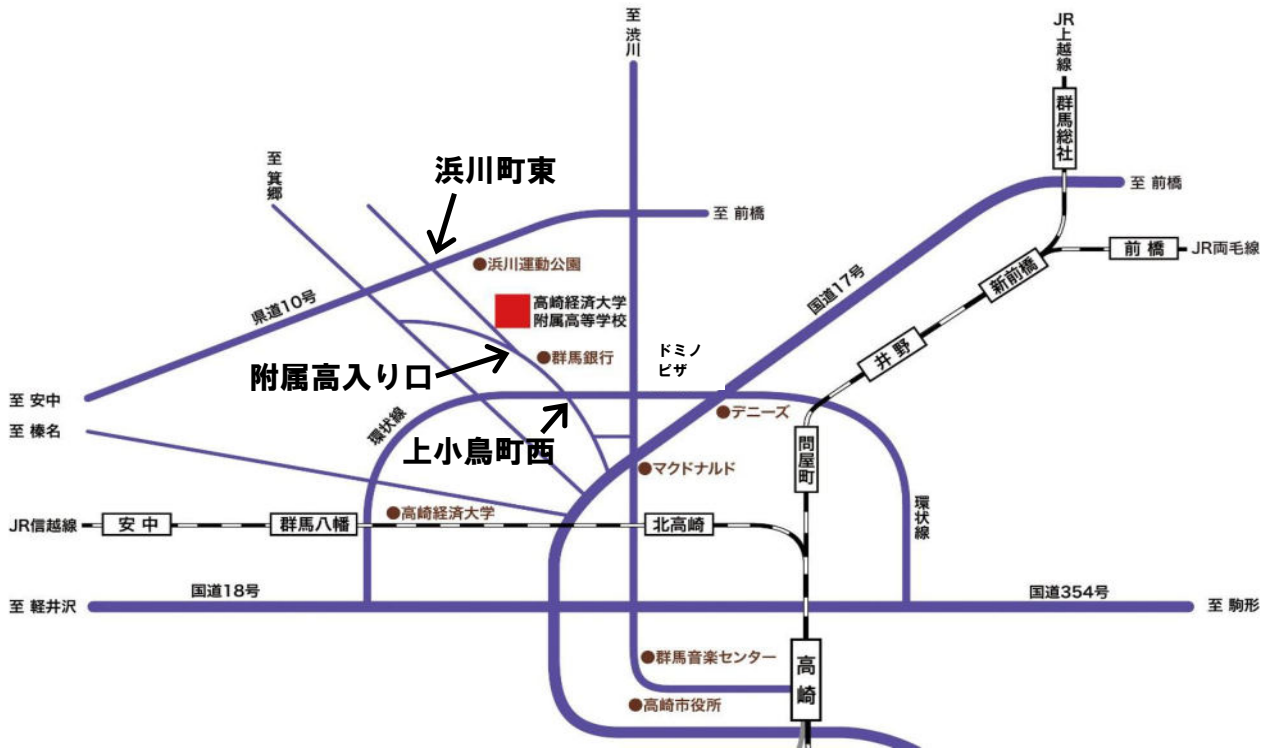 至 渋川
JR上越線
群馬総社
至 箕郷
浜川町東
至 前橋
至 前橋
前橋
JR両毛線
●浜川運動公園
新前橋
国道17号
県道10号
高崎経済大学
附属高等学校
井野
●群馬銀行
ドミノ
ピザ
附属高入り口
至 安中
●デニーズ
環状線
至 榛名
上小鳥町西
問屋町
●マクドナルド
●高崎経済大学
JR信越線
安中
群馬八幡
北高崎
環状線
国道18号
国道354号
至 軽井沢
至 駒形
●群馬音楽センター
高崎
●高崎市役所